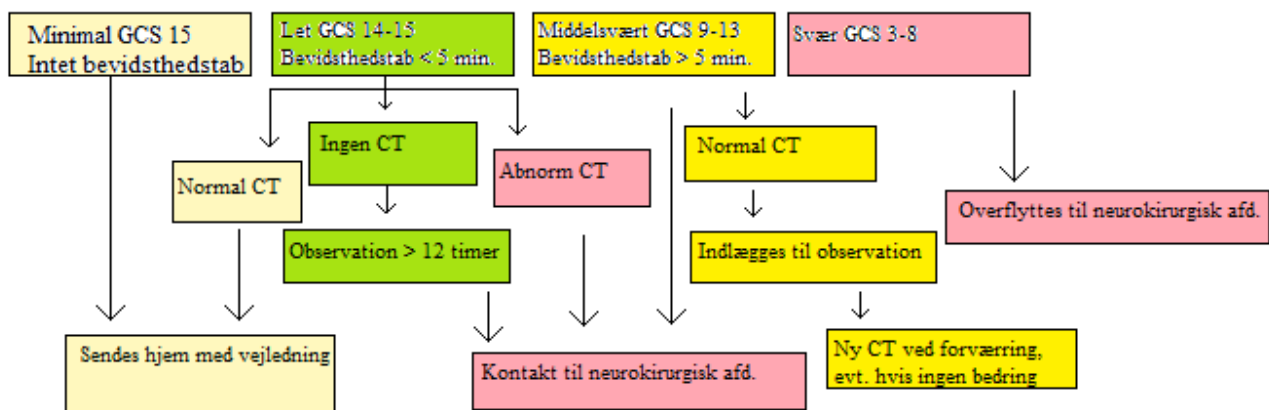 Minimal GCS 15
Intet bevidsthedstab
Let GCS 14-15
Bevidsthedstab < 5 min.
Middelsvært GCS 9-13
Bevidsthedstab > 5 min.
Svær GCS 3-8
Normal CT
Ingen CT
Abnorm CT
Normal CT
Overflyttes til neurokirurgisk afd.
Observation > 12 timer
Indlægges til observation
Sendes hjem med vejledning
Kontakt til neurokirurgisk afd.
Ny CT ved forværring,
evt. hvis ingen bedring